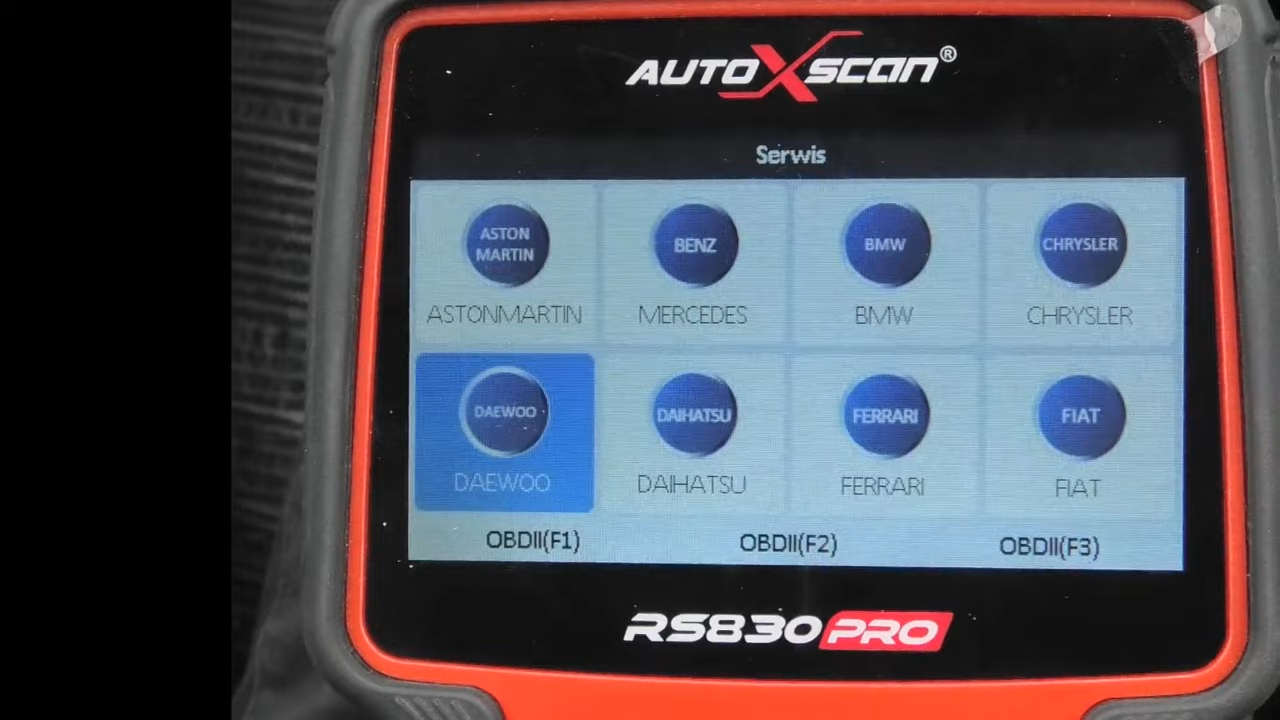 AUTOXSCAN®
Serwis
ASTON MARTIN
BENZ
BMW
CHRYSLER
ASTONMARTIN
MERCEDES
BMW
CHRYSLER
DAEWOO
DAIHATSU
FERRARI
FIAT
DAEWOO
DAIHATSU
FERRARI
FIAT
OBDII(F1)
OBDII(F2)
OBDII(F3)
RS830PRO